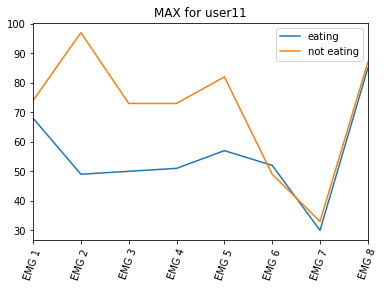 MAX for user11
100
90
80
70
60
50
40
30
eating
not eating
EMG 1
EMG 2
EMG 3
EMG 4
EMG 5
EMG 6
EMG 7
EMG 8